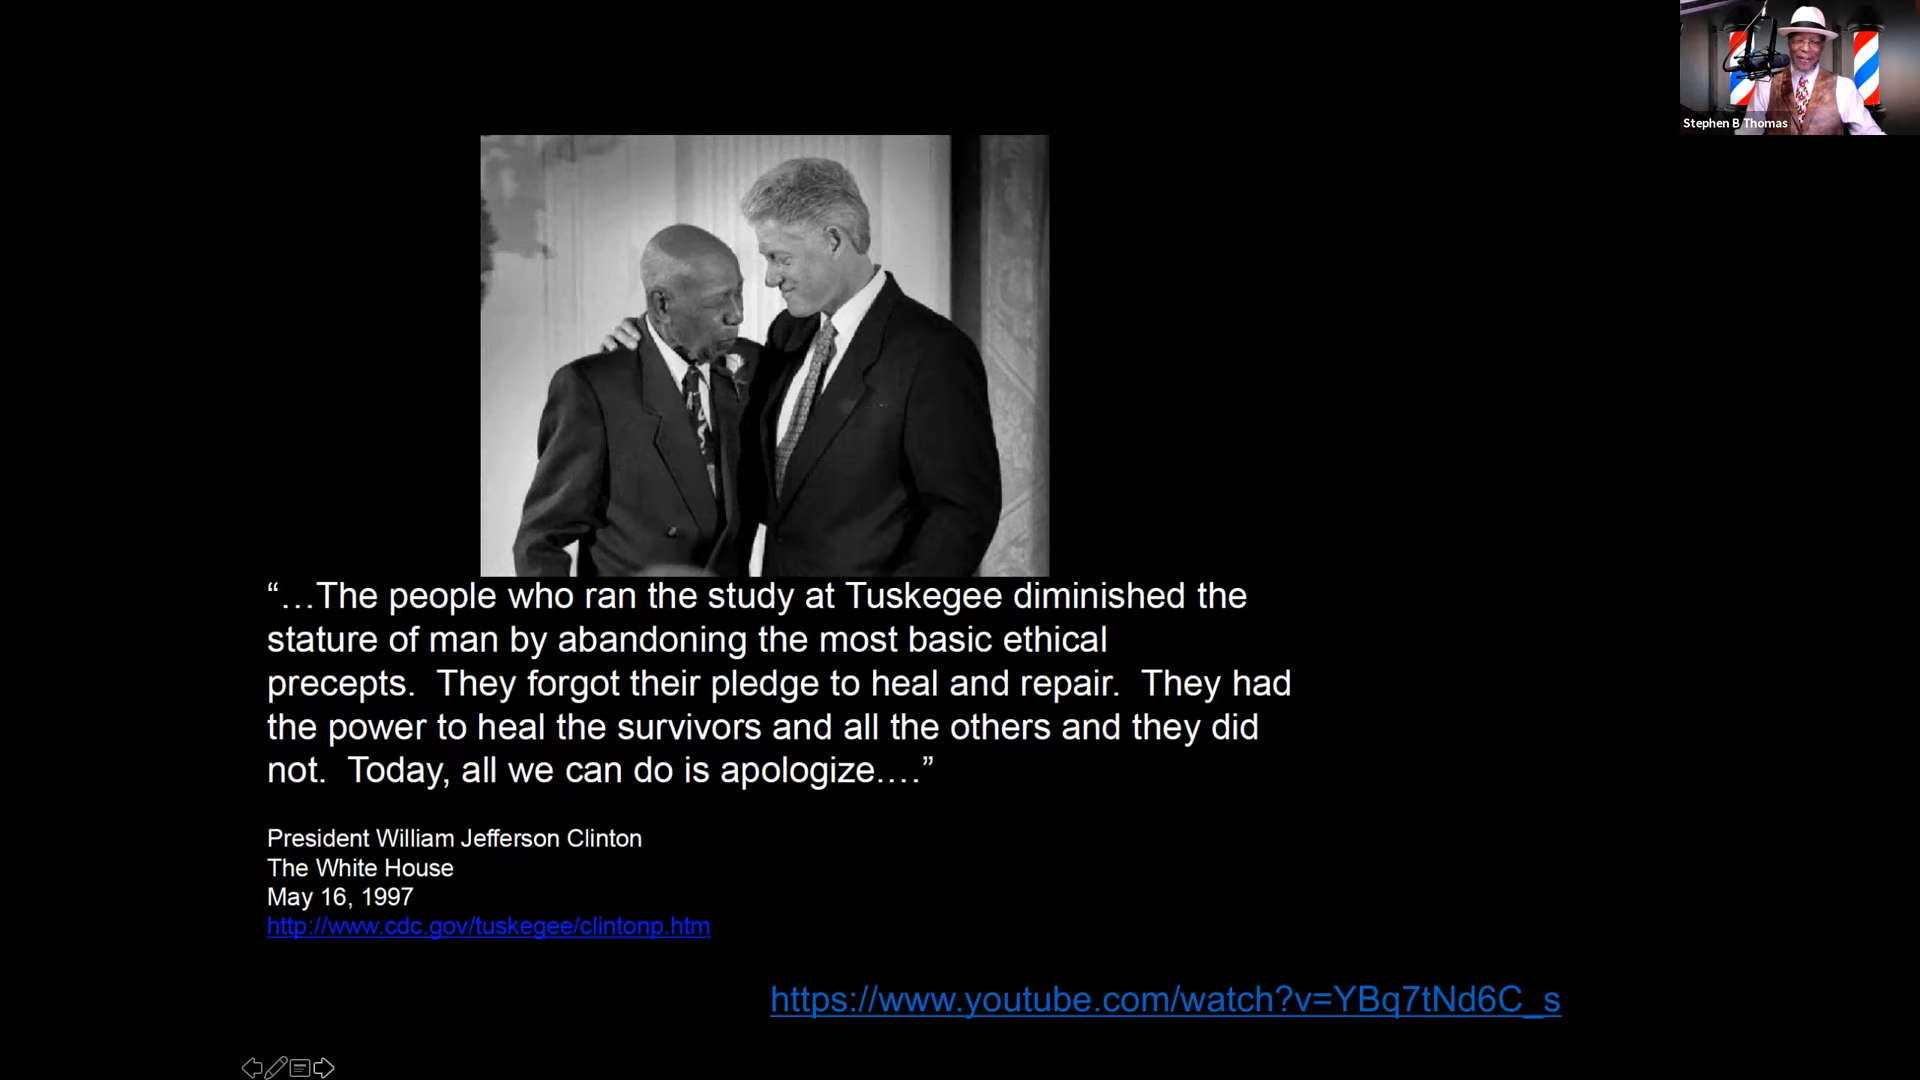 Stephen B Thomas
“…The people who ran the study at Tuskegee diminished the
stature of man by abandoning the most basic ethical
precepts.  They forgot their pledge to heal and repair.  They had
the power to heal the survivors and all the others and they did
not.  Today, all we can do is apologize….”
President William Jefferson Clinton
The White House
May 16, 1997
http://www.cdc.gov/tuskegee/clintonp.htm
https://www.youtube.com/watch?v=YBq7tNd6C_s